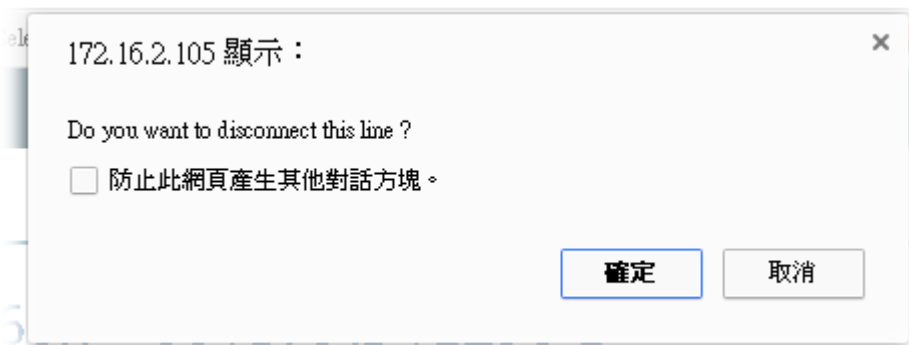 172.16.2.105 顯示：
Do you want to disconnect this line ?
防止此網頁產生其他對話方塊。
確定
取消